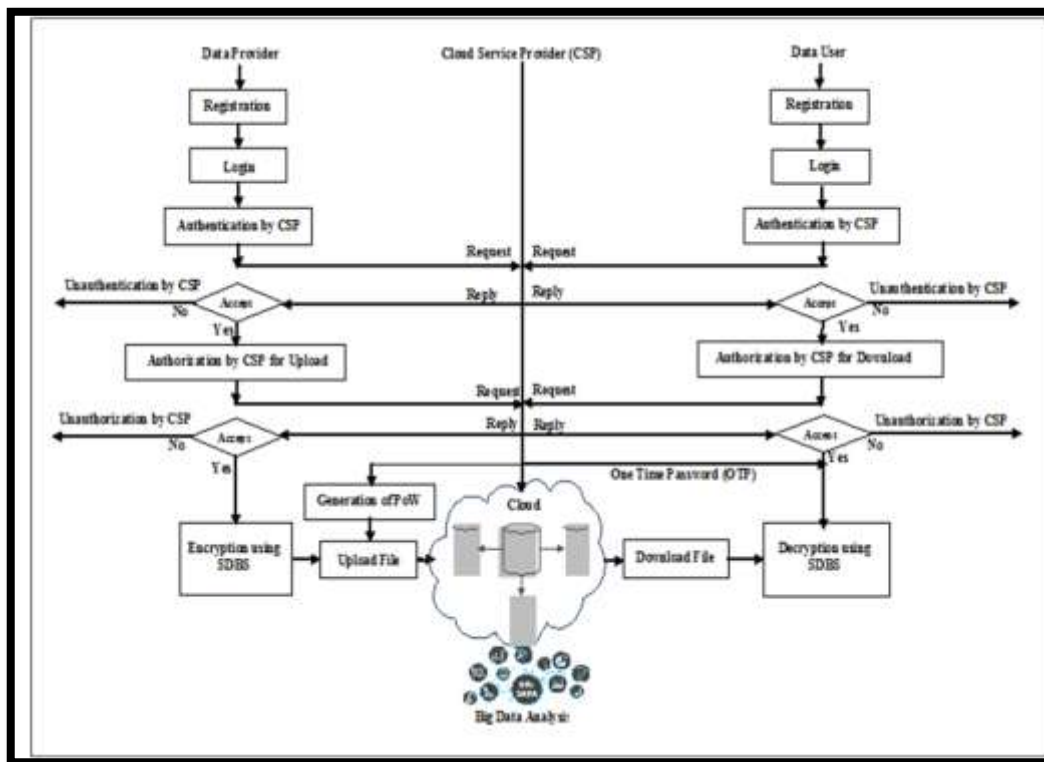 Data Provider
Cloud Service Provider (CSP)
Data User
Registration
Registration
Login
Login
Authentication by CSP
Authentication by CSP
Request
Request
Unauthentication by CSP
Access
Reply
Reply
Access
Unauthentication by CSP
No
No
Yes
Yes
Authorization by CSP for Upload
Authorization by CSP for Download
Request
Request
Unauthorization by CSP
Access
Reply
Reply
Access
Unauthorization by CSP
No
No
Yes
Yes
One Time Password (OTP)
Generation of PoW
Cloud
Encryption using
SDBS
Upload File
Download File
Decryption using
SDBS
BIG
DATA
Big Data Analysis